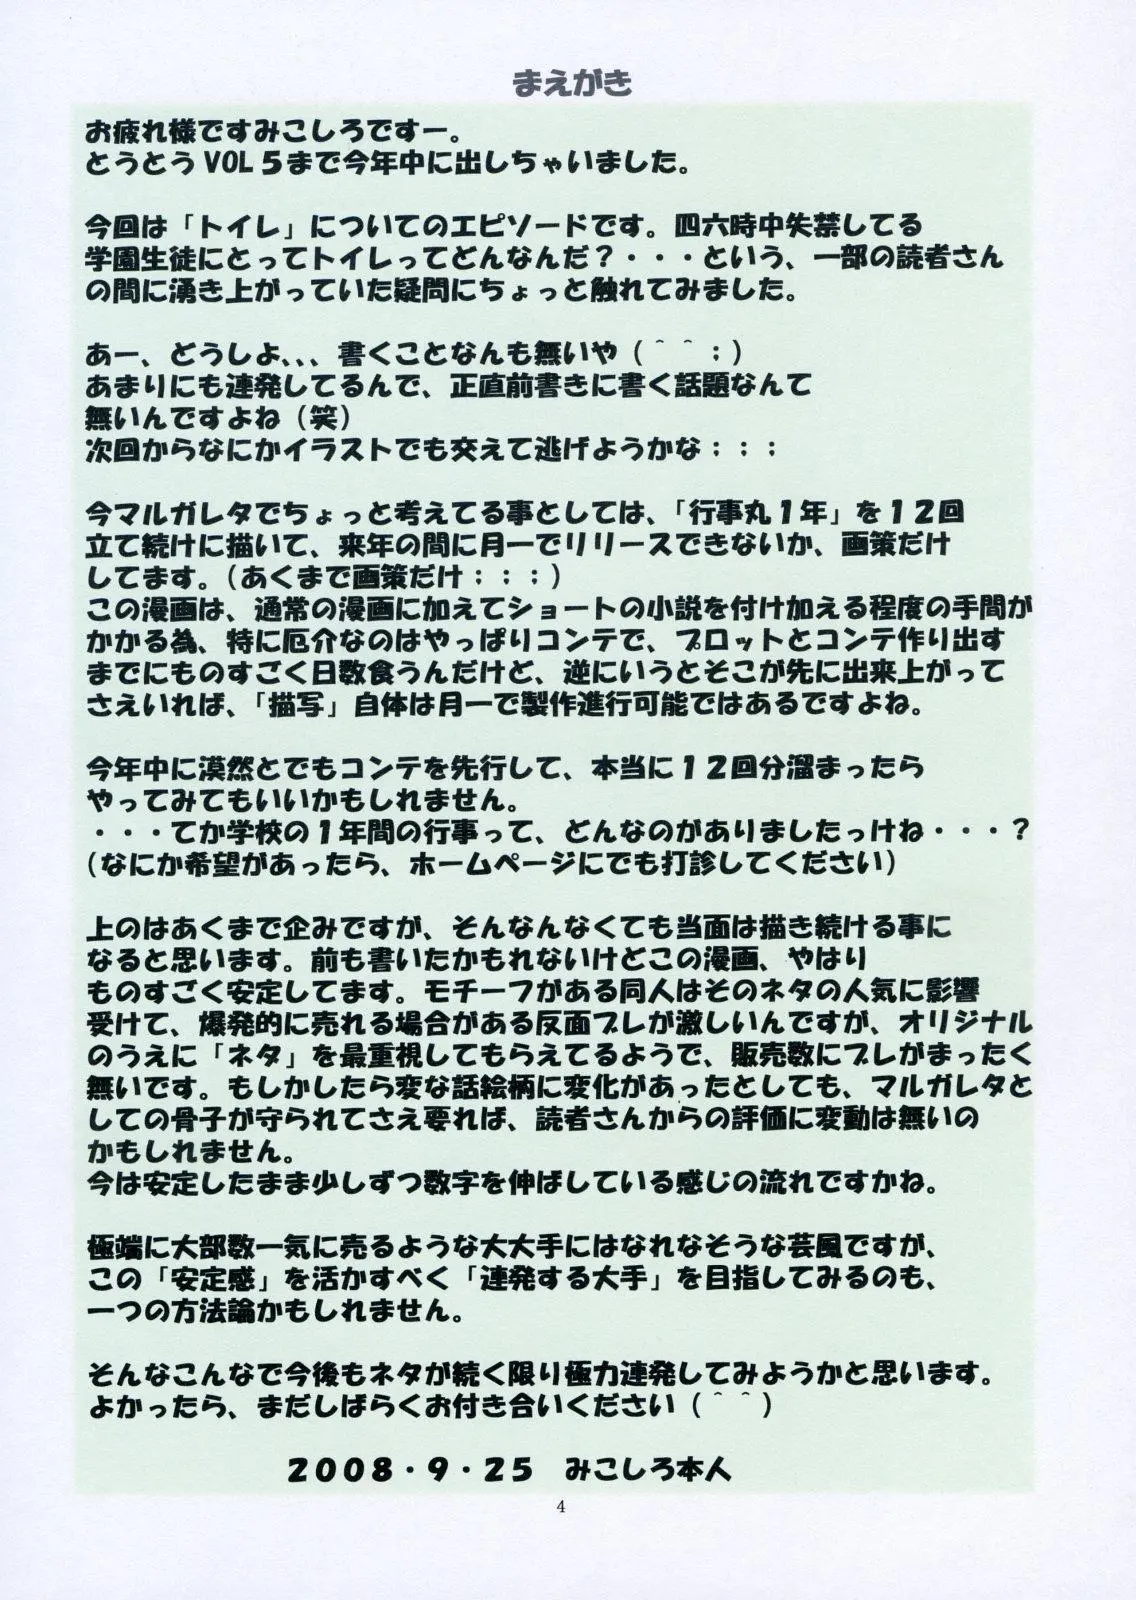 まえがき
お疲れ様ですみこしろですー。
とうとうVOL５まで今年中に出しちゃいました。
今回は「トイレ」についてのエピソードです。四六時中失禁してる
学園生徒にとってトイレってどんなんだ？・・・という、一部の読者さん
の間に湧き上がっていた疑問にちょっと触れてみました。
あー、どうしよ、、、書くことなんも無いや（＾＾；）
あまりにも連発してるんで、正直前書きに書く話題なんて
無いんですよね（笑）
次回からなにかイラストでも交えて逃げようかな：：：
今マルガレタでちょっと考えてる事としては、「行事丸１年」を１２回
立て続けに描いて、来年の間に月一でリリースできないか、画策だけ
してます。（あくまで画策だけ；；；）
この漫画は、通常の漫画に加えてショートの小説を付け加える程度の手間が
かかる為、特に厄介なのはやっぱりコンテで、プロットとコンテ作り出す
までにものすごく日数食うんだけど、逆にいうとそこが先に出来上がって
さえいれば、「描写」自体は月一で製作進行可能ではあるですよね。
今年中に漠然とでもコンテを先行して、本当に１２回分溜まったら
やってみてもいいかもしれません。
・・・てか学校の１年間の行事って、どんなのがありましたっけね・・・？
（なにか希望があったら、ホームページにでも打診してください）
上のはあくまで企みですが、そんなんなくても当面は描き続ける事に
なると思います。前も書いたかもれないけどこの漫画、やはり
ものすごく安定してます。モチーフがある同人はそのネタの人気に影響
受けて、爆発的に売れる場合がある反面ブレが激しいんですが、オリジナル
のうえに「ネタ」を最重視してもらえてるようで、販売数にブレがまったく
無いです。もしかしたら変な話絵柄に変化があったとしても、マルガレタと
しての骨子が守られてさえ要れば、読者さんからの評価に変動は無いの
かもしれません。
今は安定したまま少しずつ数字を伸ばしている感じの流れですかね。
極端に大部数一気に売るような大大手にはなれなそうな芸風ですが、
この「安定感」を活かすべく「連発する大手」を目指してみるのも、
一つの方法論かもしれません。
そんなこんなで今後もネタが続く限り極力連発してみようかと思います。
よかったら、まだしばらくお付き合いください（＾＾）
２００８・９・２５　みこしろ本人
4